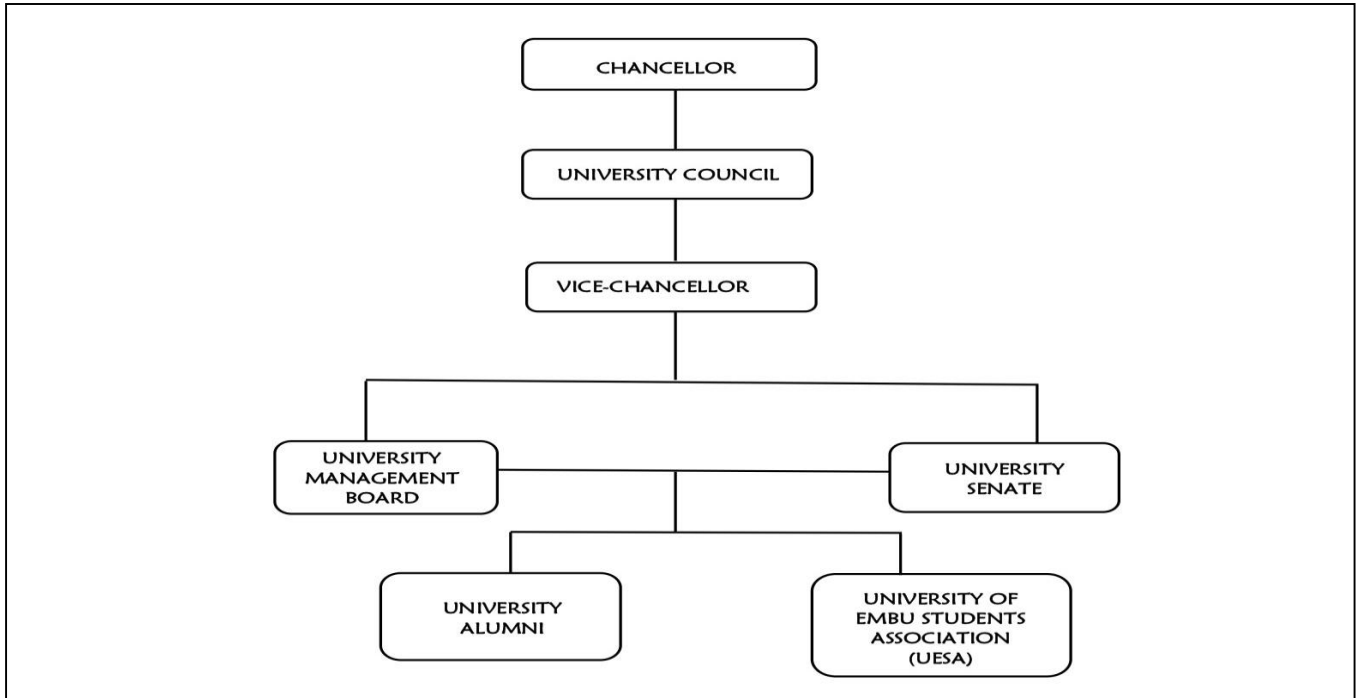 CHANCELLOR
UNIVERSITY COUNCIL
VICE-CHANCELLOR
UNIVERSITY
MANAGEMENT
BOARD
UNIVERSITY
SENATE
UNIVERSITY
ALUMNI
UNIVERSITY OF
EMBU STUDENTS
ASSOCIATION
(UESA)